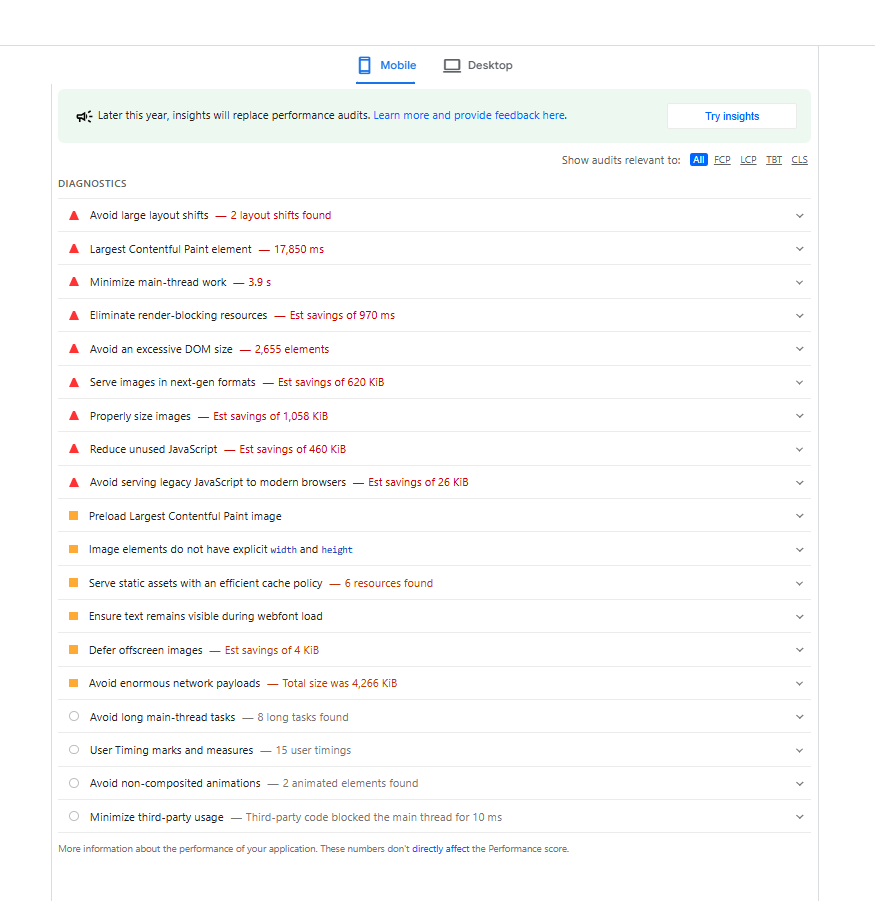 Mobile
Desktop
Later this year, insights will replace performance audits. Learn more and provide feedback here.
Try insights
Show audits relevant to: All FCP LCP TBT CLS
DIAGNOSTICS
Avoid large layout shifts — 2 layout shifts found
Largest Contentful Paint element — 17,850 ms
Minimize main-thread work — 3.9 s
Eliminate render-blocking resources — Est savings of 970 ms
Avoid an excessive DOM size — 2,655 elements
Serve images in next-gen formats — Est savings of 620 KiB
Properly size images — Est savings of 1,058 KiB
Reduce unused JavaScript — Est savings of 460 KiB
Avoid serving legacy JavaScript to modern browsers — Est savings of 26 KiB
Preload Largest Contentful Paint image
Image elements do not have explicit width and height
Serve static assets with an efficient cache policy — 6 resources found
Ensure text remains visible during webfont load
Defer offscreen images — Est savings of 4 KiB
Avoid enormous network payloads — Total size was 4,266 KiB
Avoid long main-thread tasks — 8 long tasks found
User Timing marks and measures — 15 user timings
Avoid non-composited animations — 2 animated elements found
Minimize third-party usage — Third-party code blocked the main thread for 10 ms
More information about the performance of your application. These numbers don't directly affect the Performance score.